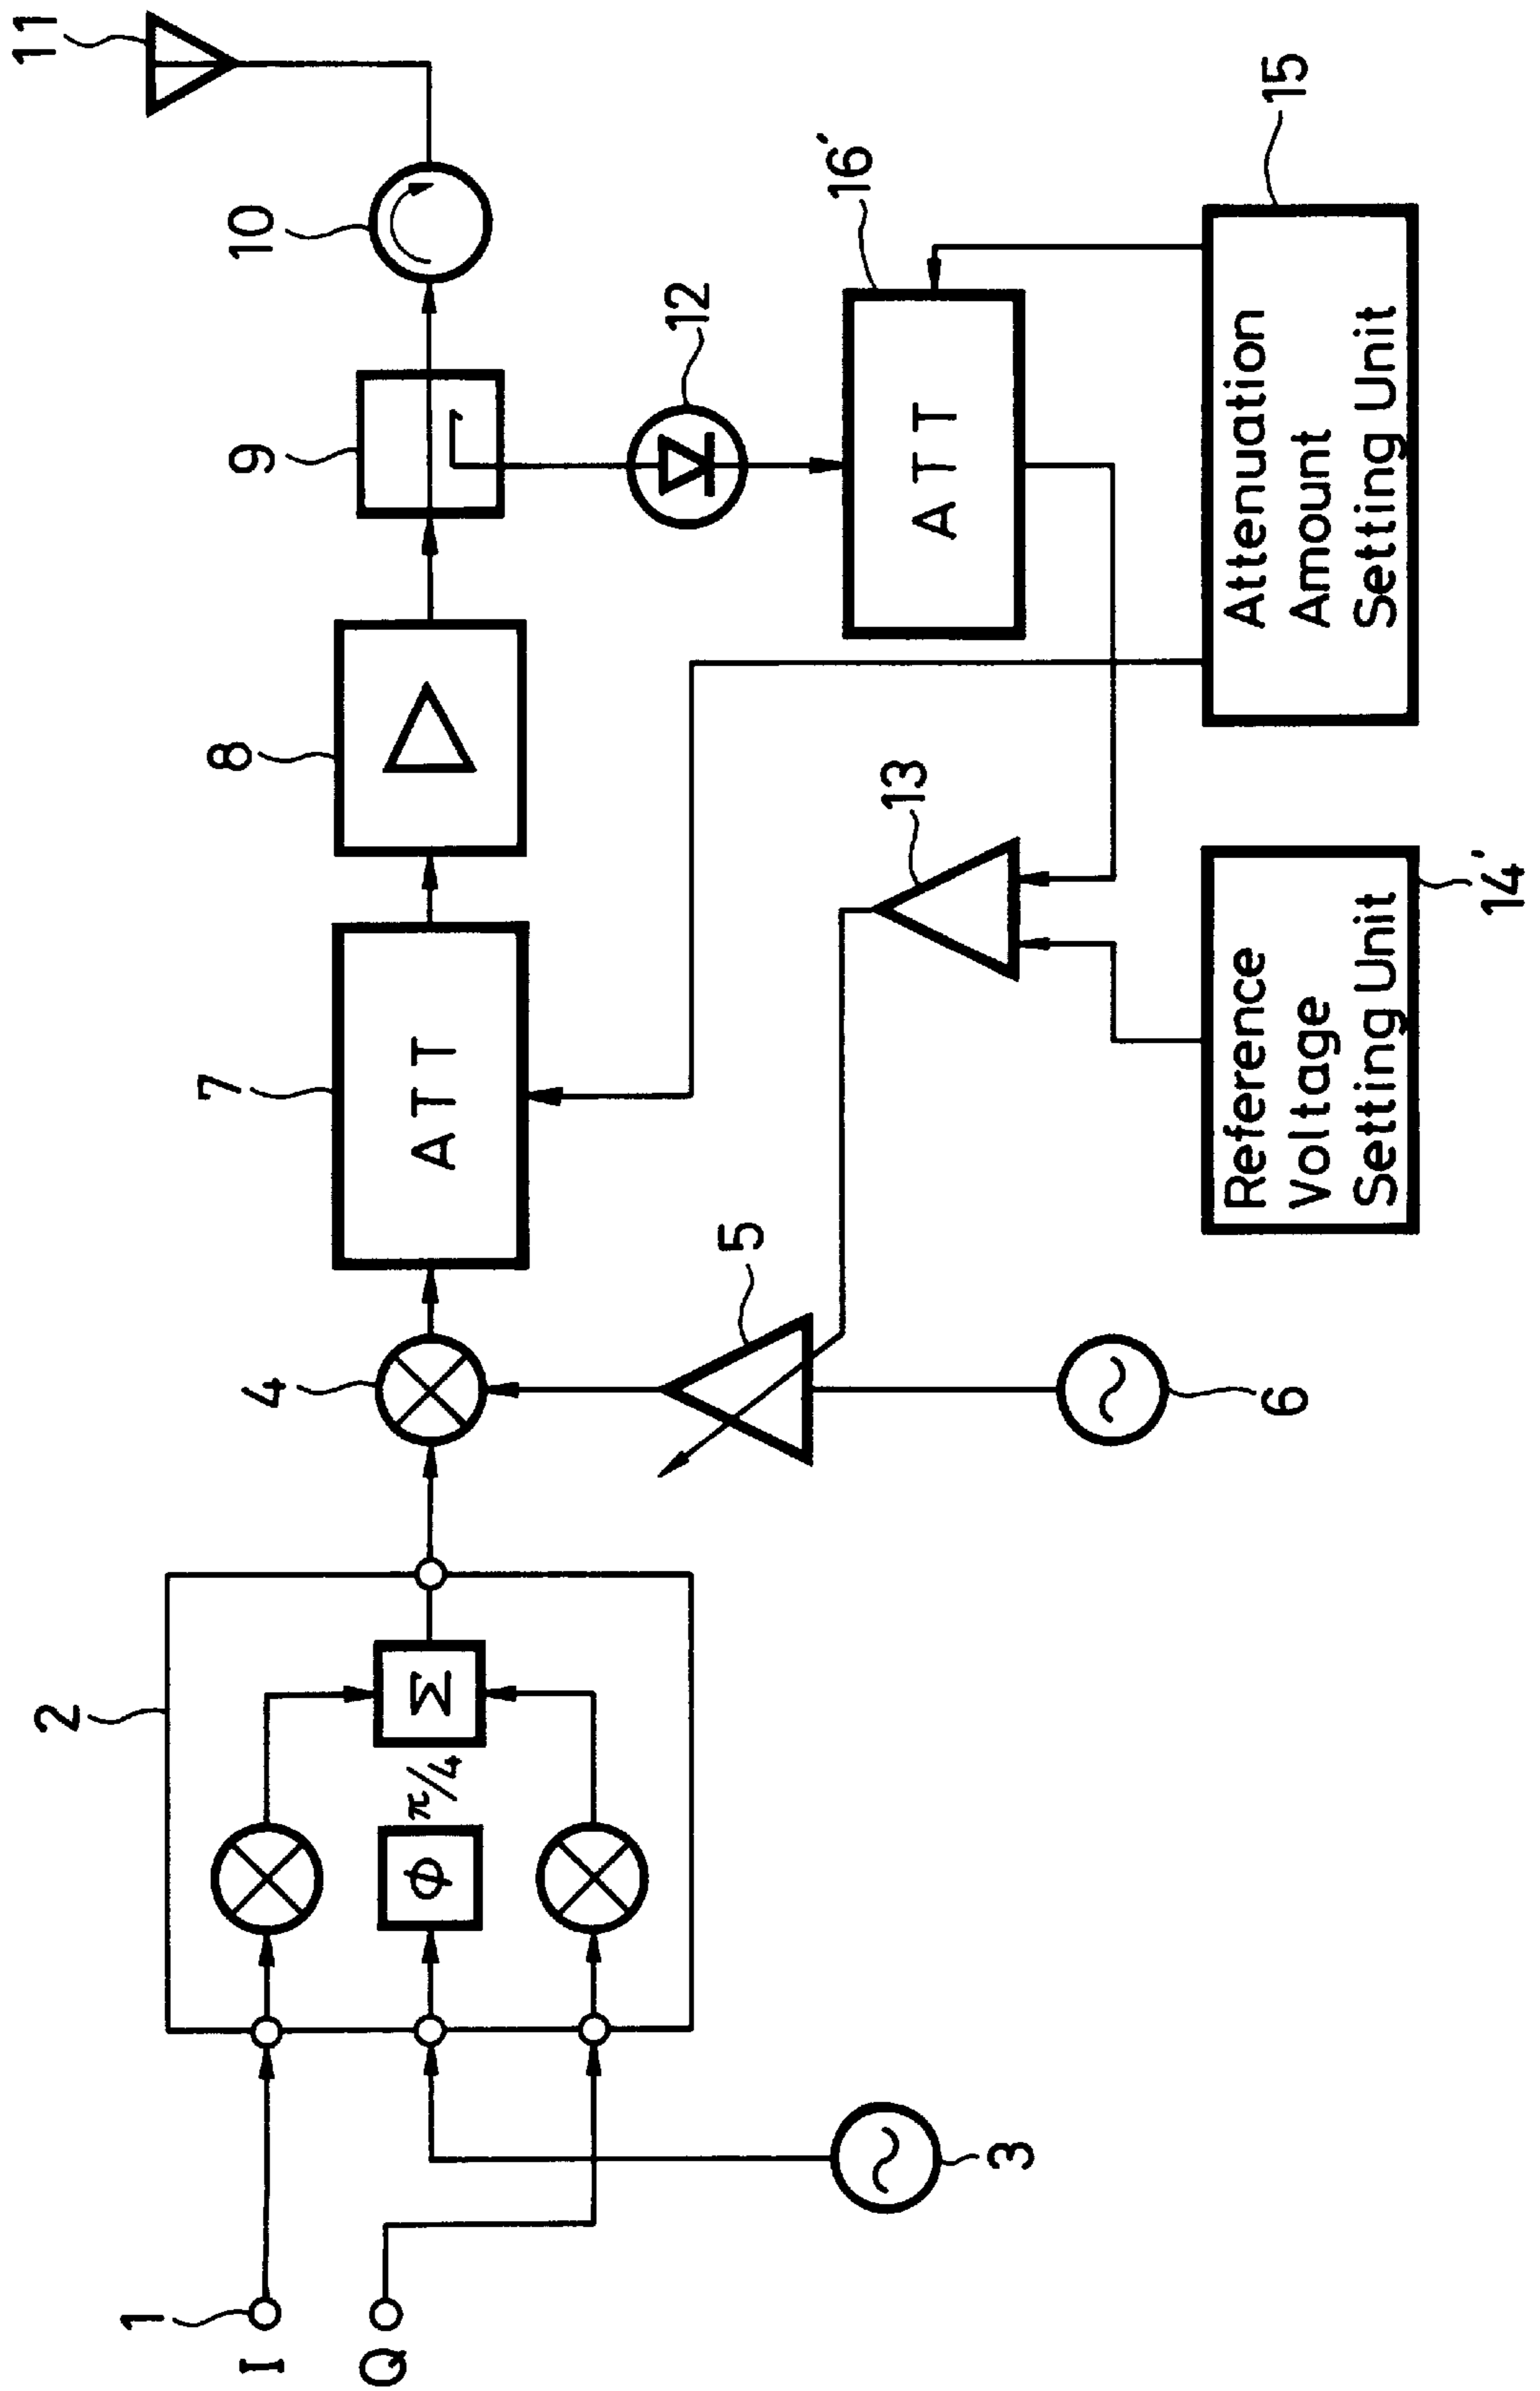 11
10
9
8
7
4
2
1
I
Q
Φ
π/4
Σ
3
5
6
ATT
ATT
12
16'
13
15
Attenuation
Amount
Setting Unit
Reference
Voltage
Setting Unit
14'